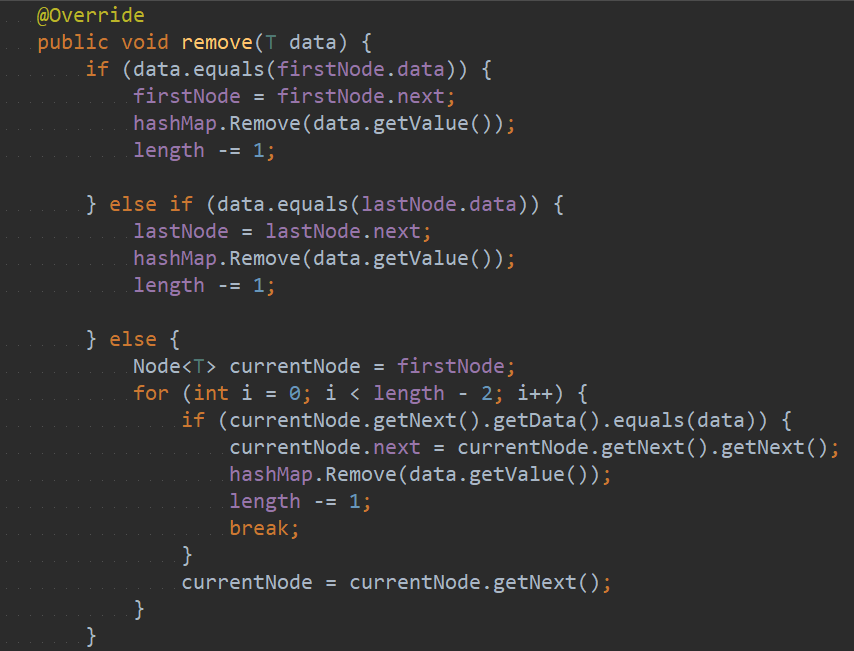 @Override
public void remove(T data) {
if (data.equals(firstNode.data)) {
firstNode = firstNode.next;
hashMap.Remove(data.getValue());
length -= 1;
} else if (data.equals(lastNode.data)) {
lastNode = lastNode.next;
hashMap.Remove(data.getValue());
length -= 1;
} else {
Node<T> currentNode = firstNode;
for (int i = 0; i < length - 2; i++) {
if (currentNode.getNext().getData().equals(data)) {
currentNode.next = currentNode.getNext().getNext();
hashMap.Remove(data.getValue());
length -= 1;
break;
}
currentNode = currentNode.getNext();
}
}